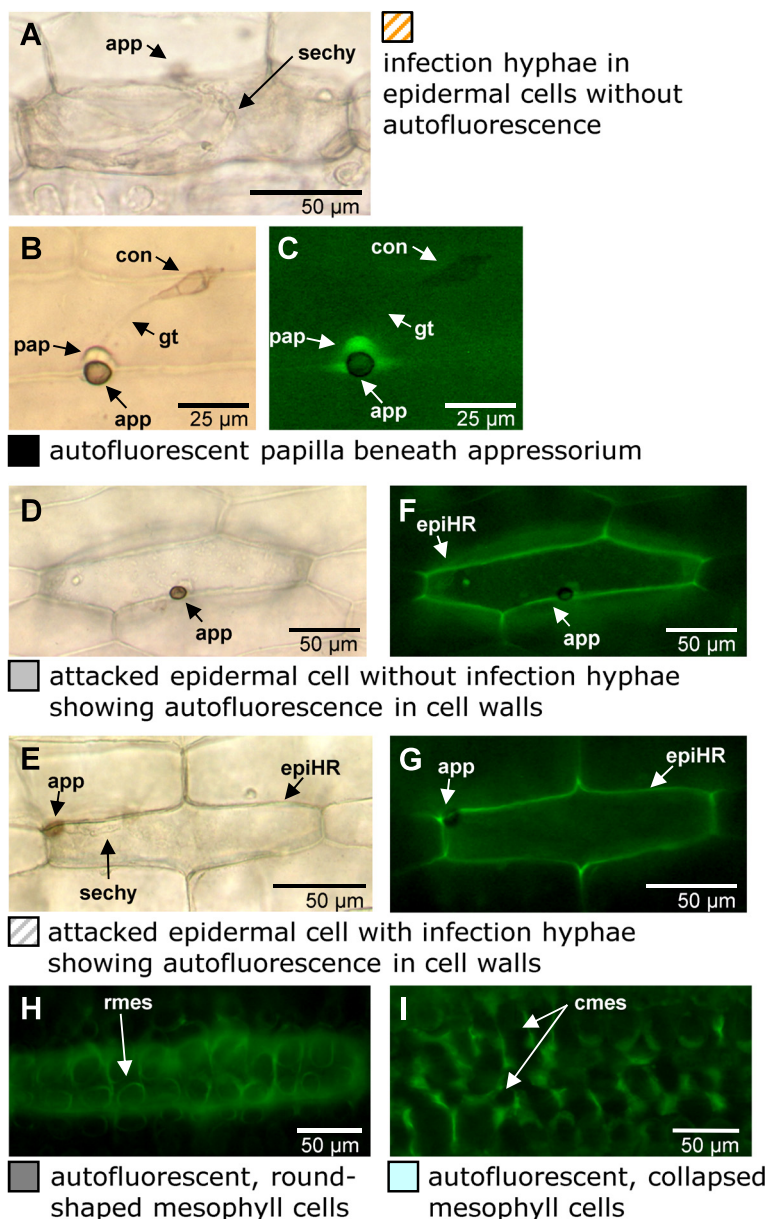 A
app
sechy
50 µm
infection hyphae in
epidermal cells without
autofluorescence
B
con
pap
gt
app
25 µm
C
con
pap
gt
app
25 µm
autofluorescent papilla beneath appressorium
D
app
50 µm
F
epiHR
app
50 µm
attacked epidermal cell without infection hyphae
showing autofluorescence in cell walls
E
app
epiHR
sechy
50 µm
G
app
epiHR
50 µm
attacked epidermal cell with infection hyphae
showing autofluorescence in cell walls
H
rmes
50 µm
I
cmes
50 µm
autofluorescent, round-
shaped mesophyll cells
autofluorescent, collapsed
mesophyll cells